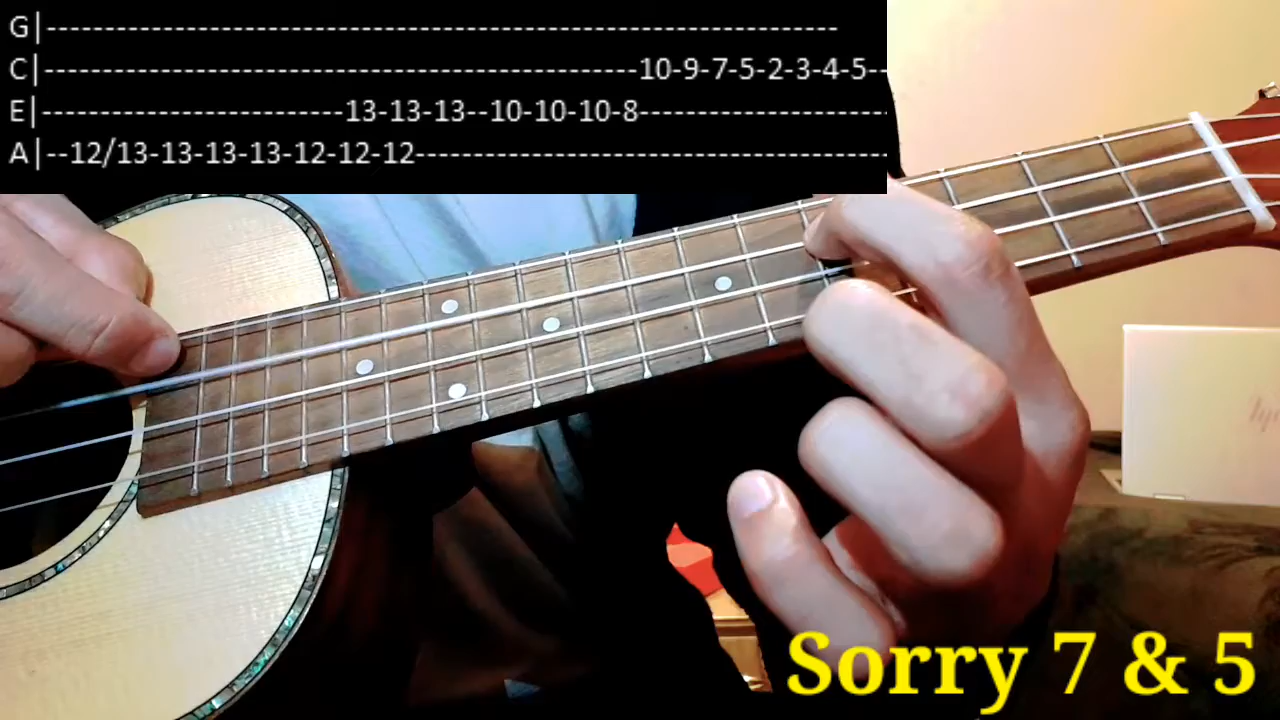 G|--------------------------------------------------------------------
C|---------------------------------------------------10-9-7-5-2-3-4-5--
E|--------------------------13-13-13--10-10-10-8----------------------
A|--12/13-13-13-13-12-12-12-----------------------------------------
hp
Sorry 7 & 5